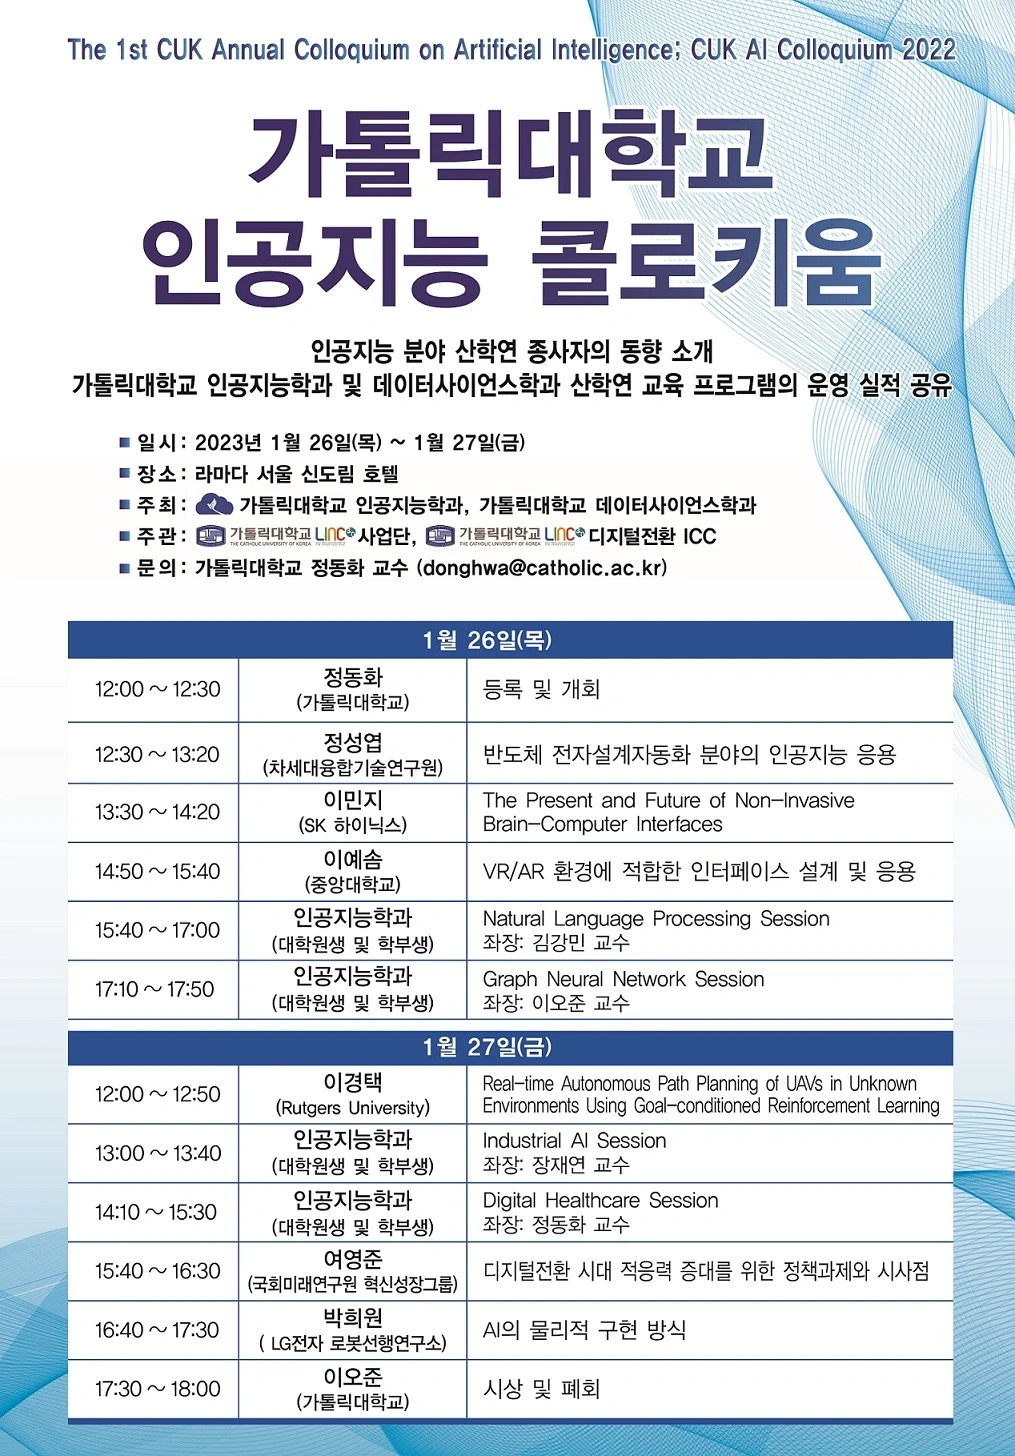 The 1st CUK Annual Colloquium on Artificial Intelligence; CUK AI Colloquium 2022
가톨릭대학교
인공지능 콜로키움
인공지능 분야 산학연 종사자의 동향 소개
가톨릭대학교 인공지능학과 및 데이터사이언스학과 산학연 교육 프로그램의 운영 실적 공유
■ 일시: 2023년 1월 26일(목) ~ 1월 27일(금)
■ 장소: 라마다 서울 신도림 호텔
■ 주최: 가톨릭대학교 인공지능학과, 가톨릭대학교 데이터사이언스학과
■ 주관: 가톨릭대학교 THE CATHOLIC UNIVERSITY OF KOREA LINC 사업단, 가톨릭대학교 THE CATHOLIC UNIVERSITY OF KOREA LINC 디지털전환 ICC
■ 문의: 가톨릭대학교 정동화 교수 (donghwa@catholic.ac.kr)
1월 26일(목)
12:00 ~ 12:30 정동화 등록 및 개회
(가톨릭대학교)
12:30 ~ 13:20 정성엽 반도체 전자설계자동화 분야의 인공지능 응용
(차세대융합기술연구원)
13:30 ~ 14:20 이민지 The Present and Future of Non-Invasive
(SK 하이닉스) Brain-Computer Interfaces
14:50 ~ 15:40 이예솜 VR/AR 환경에 적합한 인터페이스 설계 및 응용
(중앙대학교)
15:40 ~ 17:00 인공지능학과 Natural Language Processing Session
(대학원생 및 학부생) 좌장: 김강민 교수
17:10 ~ 17:50 인공지능학과 Graph Neural Network Session
(대학원생 및 학부생) 좌장: 이오준 교수
1월 27일(금)
12:00 ~ 12:50 이경택 Real-time Autonomous Path Planning of UAVs in Unknown
(Rutgers University) Environments Using Goal-conditioned Reinforcement Learning
13:00 ~ 13:40 인공지능학과 Industrial AI Session
(대학원생 및 학부생) 좌장: 장재연 교수
14:10 ~ 15:30 인공지능학과 Digital Healthcare Session
(대학원생 및 학부생) 좌장: 정동화 교수
15:40 ~ 16:30 여영준 디지털전환 시대 적응력 증대를 위한 정책과제와 시사점
(국회미래연구원 혁신성장그룹)
16:40 ~ 17:30 박희원 AI의 물리적 구현 방식
( LG전자 로봇선행연구소)
17:30 ~ 18:00 이오준 시상 및 폐회
(가톨릭대학교)